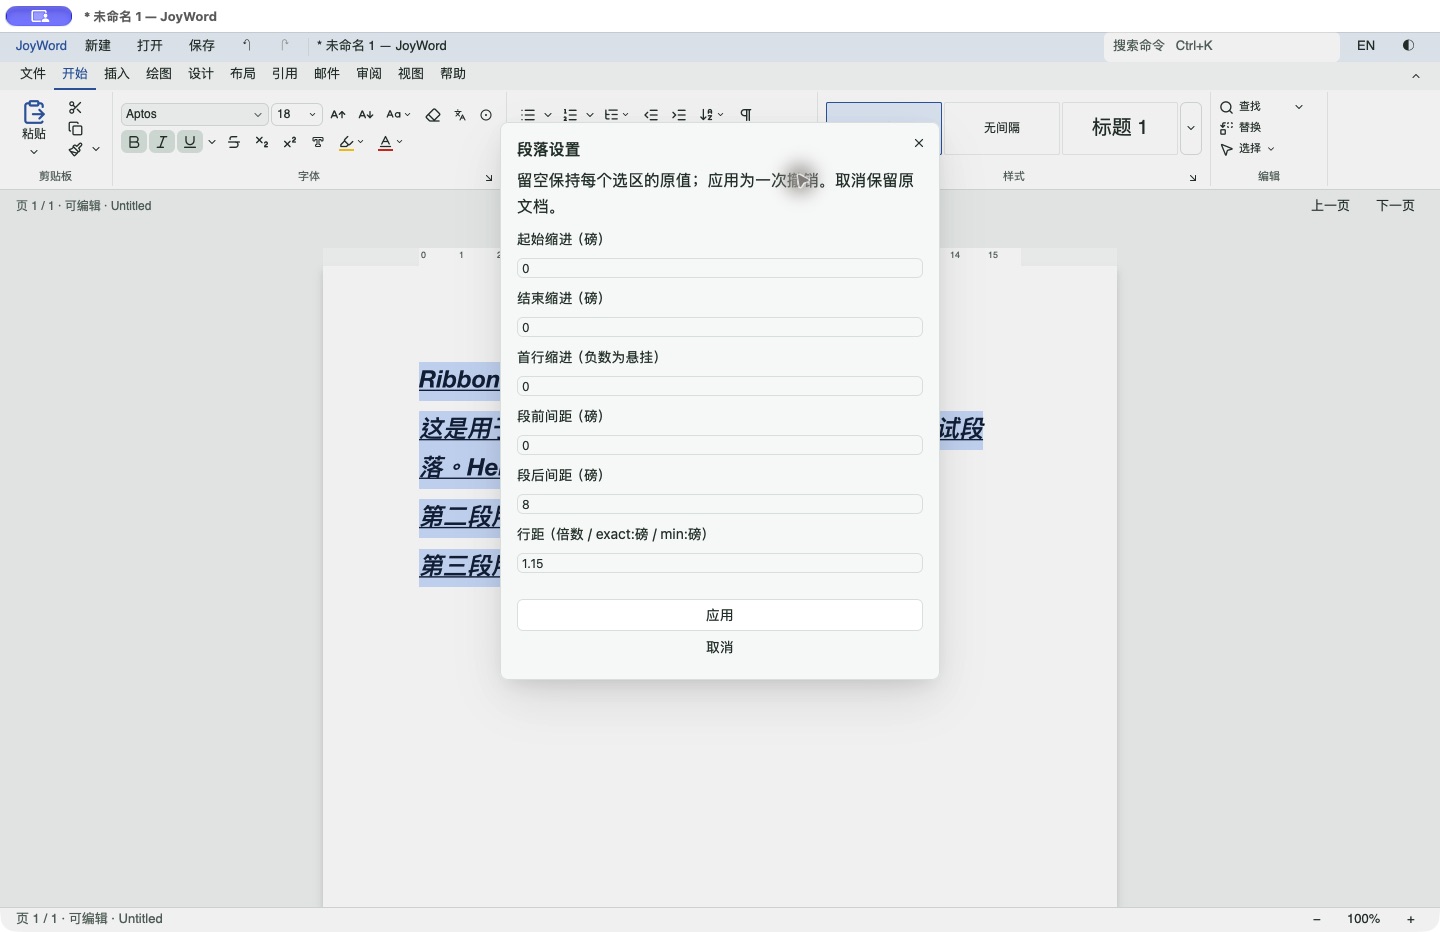 * 未命名 1 — JoyWord
JoyWord 新建 打开 保存 * 未命名 1 — JoyWord 搜索命令 Ctrl+K EN
文件 开始 插入 绘图 设计 布局 引用 邮件 审阅 视图 帮助
粘贴
剪贴板
Aptos 18
字体
无间隔
标题 1
样式
查找
替换
选择
编辑
页 1 / 1 · 可编辑 · Untitled 上一页 下一页
0 1 2 14 15
Ribbon
这是用于 试段
落。Hel
第二段
第三段
段落设置
留空保持每个选区的原值；应用为一次撤消。取消保留原
文档。
起始缩进（磅）
0
结束缩进（磅）
0
首行缩进（负数为悬挂）
0
段前间距（磅）
0
段后间距（磅）
8
行距（倍数 / exact:磅 / min:磅）
1.15
应用
取消
页 1 / 1 · 可编辑 · Untitled − 100% +